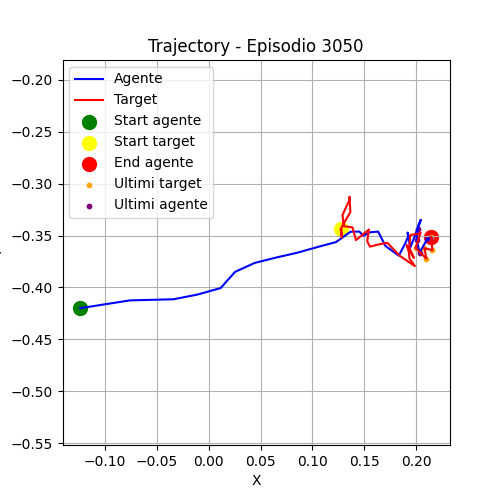 Trajectory - Episodio 3050
Agente
Target
Start agente
Start target
End agente
Ultimi target
Ultimi agente
−0.20
−0.25
−0.30
−0.35
−0.40
−0.45
−0.50
−0.55
−0.10
−0.05
0.00
0.05
0.10
0.15
0.20
X